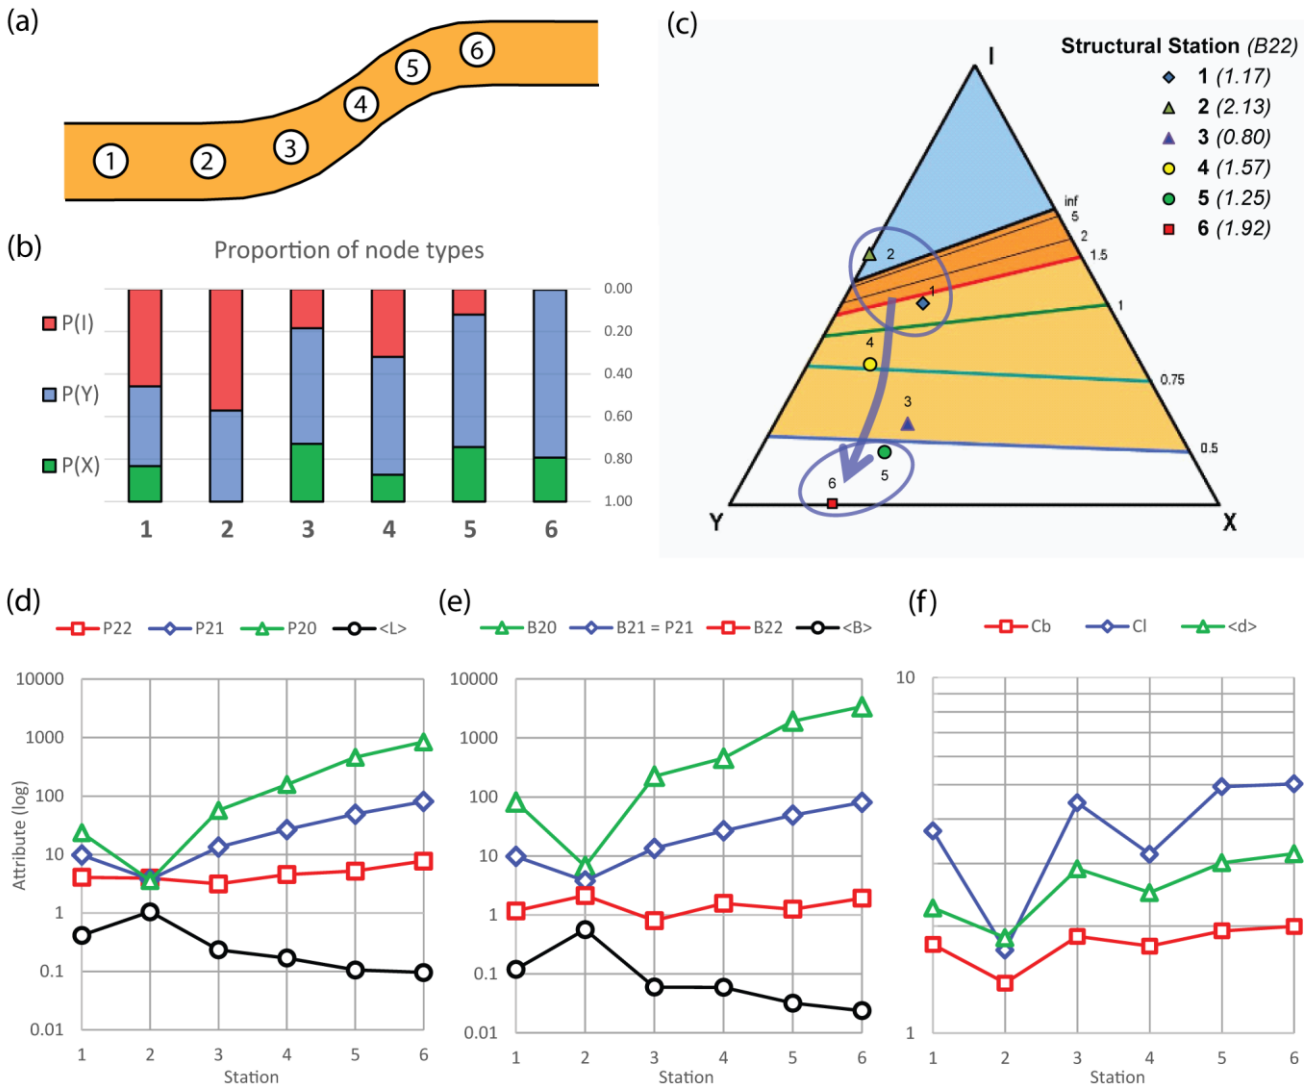 (a)
1
2
3
4
5
6
(b)
Proportion of node types
P(I)
P(Y)
P(X)
0.00
0.20
0.40
0.60
0.80
1.00
1 2 3 4 5 6
(c)
Structural Station (B22)
1 (1.17)
2 (2.13)
3 (0.80)
4 (1.57)
5 (1.25)
6 (1.92)
I
inf
5
2
1.5
1
0.75
0.5
2
1
4
3
5
6
Y
X
(d)
P22 P21 P20 <L>
Attribute (log)
10000
1000
100
10
1
0.1
0.01
1 2 3 4 5 6
Station
(e)
B20 B21 = P21 B22 <B>
10000
1000
100
10
1
0.1
0.01
1 2 3 4 5 6
Station
(f)
Cb Cl <d>
10
1
1 2 3 4 5 6
Station